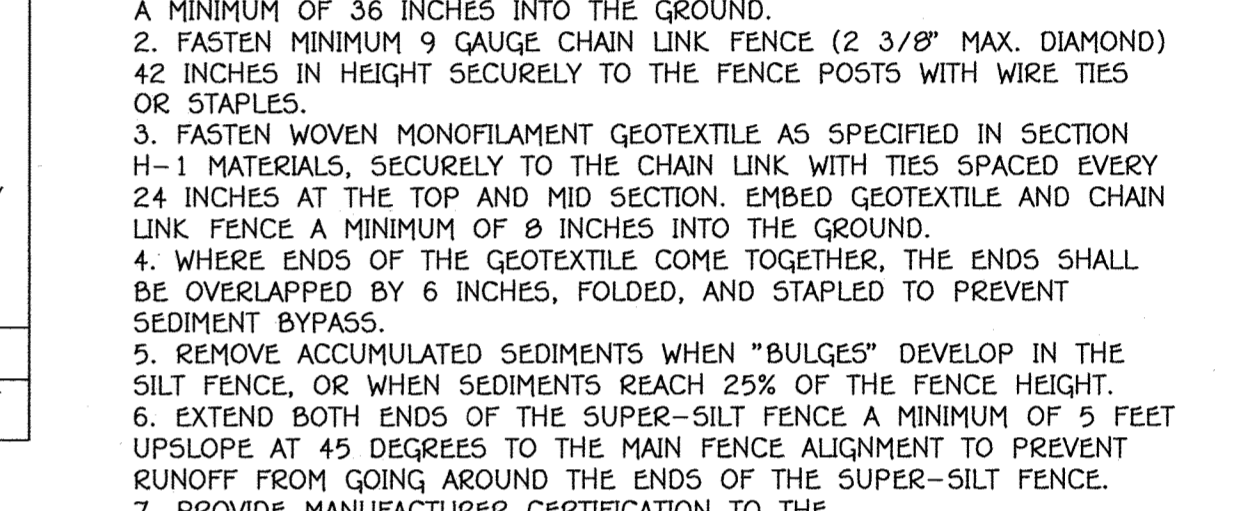 A MINIMUM OF 36 INCHES INTO THE GROUND.
2. FASTEN MINIMUM 9 GAUGE CHAIN LINK FENCE (2 3/8" MAX. DIAMOND)
42 INCHES IN HEIGHT SECURELY TO THE FENCE POSTS WITH WIRE TIES
OR STAPLES.
3. FASTEN WOVEN MONOFILAMENT GEOTEXTILE AS SPECIFIED IN SECTION
H-1 MATERIALS, SECURELY TO THE CHAIN LINK WITH TIES SPACED EVERY
24 INCHES AT THE TOP AND MID SECTION. EMBED GEOTEXTILE AND CHAIN
LINK FENCE A MINIMUM OF 8 INCHES INTO THE GROUND.
4. WHERE ENDS OF THE GEOTEXTILE COME TOGETHER, THE ENDS SHALL
BE OVERLAPPED BY 6 INCHES, FOLDED, AND STAPLED TO PREVENT
SEDIMENT BYPASS.
5. REMOVE ACCUMULATED SEDIMENTS WHEN "BULGES" DEVELOP IN THE
SILT FENCE, OR WHEN SEDIMENTS REACH 25% OF THE FENCE HEIGHT.
6. EXTEND BOTH ENDS OF THE SUPER-SILT FENCE A MINIMUM OF 5 FEET
UPSLOPE AT 45 DEGREES TO THE MAIN FENCE ALIGNMENT TO PREVENT
RUNOFF FROM GOING AROUND THE ENDS OF THE SUPER-SILT FENCE.
7. PROVIDE MANUFACTURER CERTIFICATION TO THE